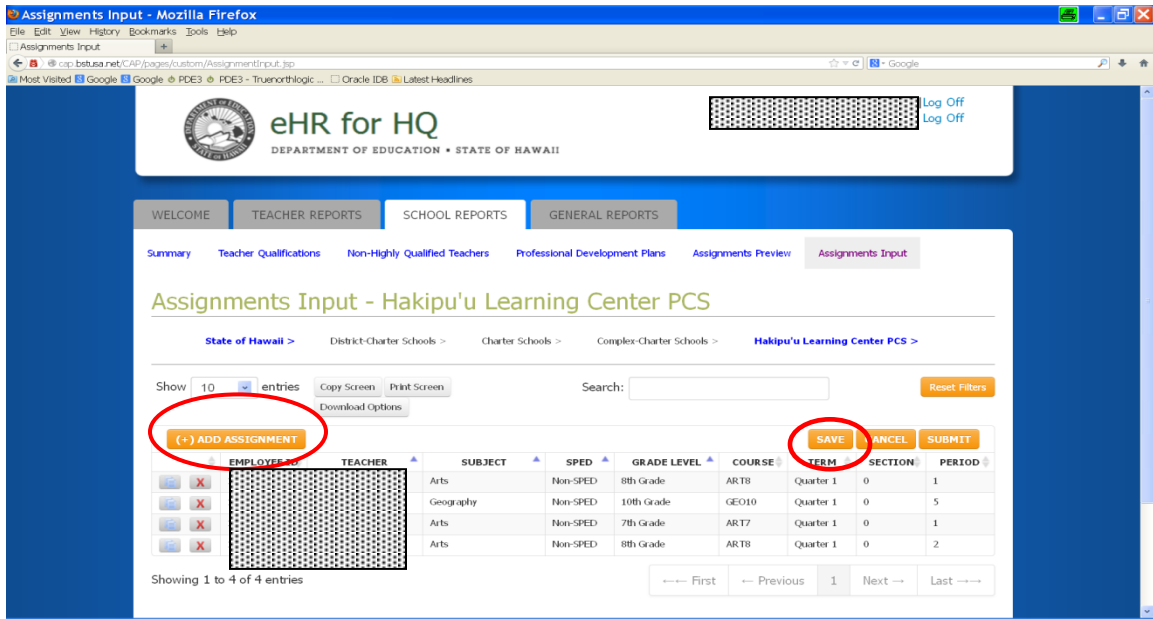 Assignments Input - Mozilla Firefox
File Edit View History Bookmarks Tools Help
Assignments Input +
cap.bstusa.net/CAP/pages/custom/AssignmentInput.jsp Google
Most Visited Google Google PDE3 PDE3 - Truenorthlogic ... Oracle IDB Latest Headlines
eHR for HQ
DEPARTMENT OF EDUCATION • STATE OF HAWAII
|Log Off
Log Off
WELCOME TEACHER REPORTS SCHOOL REPORTS GENERAL REPORTS
Summary Teacher Qualifications Non-Highly Qualified Teachers Professional Development Plans Assignments Preview Assignments Input
Assignments Input - Hakipu'u Learning Center PCS
State of Hawaii > District-Charter Schools > Charter Schools > Complex-Charter Schools > Hakipu'u Learning Center PCS >
Show 10 entries Copy Screen Print Screen Search: Reset Filters
Download Options
(+) ADD ASSIGNMENT SAVE CANCEL SUBMIT
EMPLOYEE ID TEACHER SUBJECT SPED GRADE LEVEL COURSE TERM SECTION PERIOD
X Arts Non-SPED 8th Grade ART8 Quarter 1 0 1
X Geography Non-SPED 10th Grade GEO10 Quarter 1 0 5
X Arts Non-SPED 7th Grade ART7 Quarter 1 0 1
X Arts Non-SPED 8th Grade ART8 Quarter 1 0 2
Showing 1 to 4 of 4 entries ←← First ← Previous 1 Next → Last →→